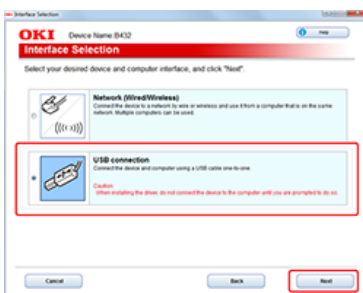 Interface Selection
OKI Device Name:B432
Interface Selection
Select your desired device and computer interface, and click "Next".
Network (Wired/Wireless)
Connect the device to a network by wire or wireless and use it from a computer that is on the same
network. Multiple computers can be used.
USB connection
Connect the device and computer using a USB cable one-to-one.
Caution:
When installing the driver, do not connect the device to the computer until you are prompted to do so.
Cancel
Back
Next